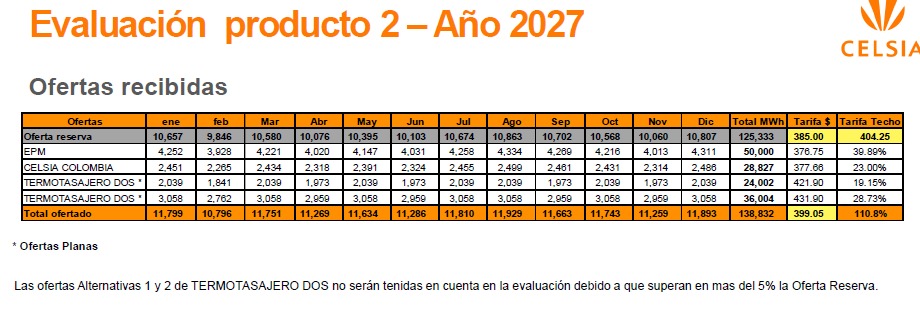 Evaluación producto 2 – Año 2027
CELSIA
Ofertas recibidas
Ofertas ene feb Mar Abr May Jun Jul Ago Sep Oct Nov Dic Total MWh Tarifa $ Tarifa Techo
Oferta reserva 10,657 9,846 10,580 10,076 10,395 10,103 10,674 10,863 10,702 10,568 10,060 10,807 125,333 385.00 404.25
EPM 4,252 3,928 4,221 4,020 4,147 4,031 4,258 4,334 4,269 4,216 4,013 4,311 50,000 376.75 39.89%
CELSIA COLOMBIA 2,451 2,265 2,434 2,318 2,391 2,324 2,455 2,499 2,461 2,431 2,314 2,486 28,827 377.66 23.00%
TERMOTASAJERO DOS * 2,039 1,841 2,039 1,973 2,039 1,973 2,039 2,039 1,973 2,039 1,973 2,039 24,002 421.90 19.15%
TERMOTASAJERO DOS * 3,058 2,762 3,058 2,959 3,058 2,959 3,058 3,058 2,959 3,058 2,959 3,058 36,004 431.90 28.73%
Total ofertado 11,799 10,796 11,751 11,269 11,634 11,286 11,810 11,929 11,663 11,743 11,259 11,893 138,832 399.05 110.8%
* Ofertas Planas
Las ofertas Alternativas 1 y 2 de TERMOTASAJERO DOS no serán tenidas en cuenta en la evaluación debido a que superan en mas del 5% la Oferta Reserva.